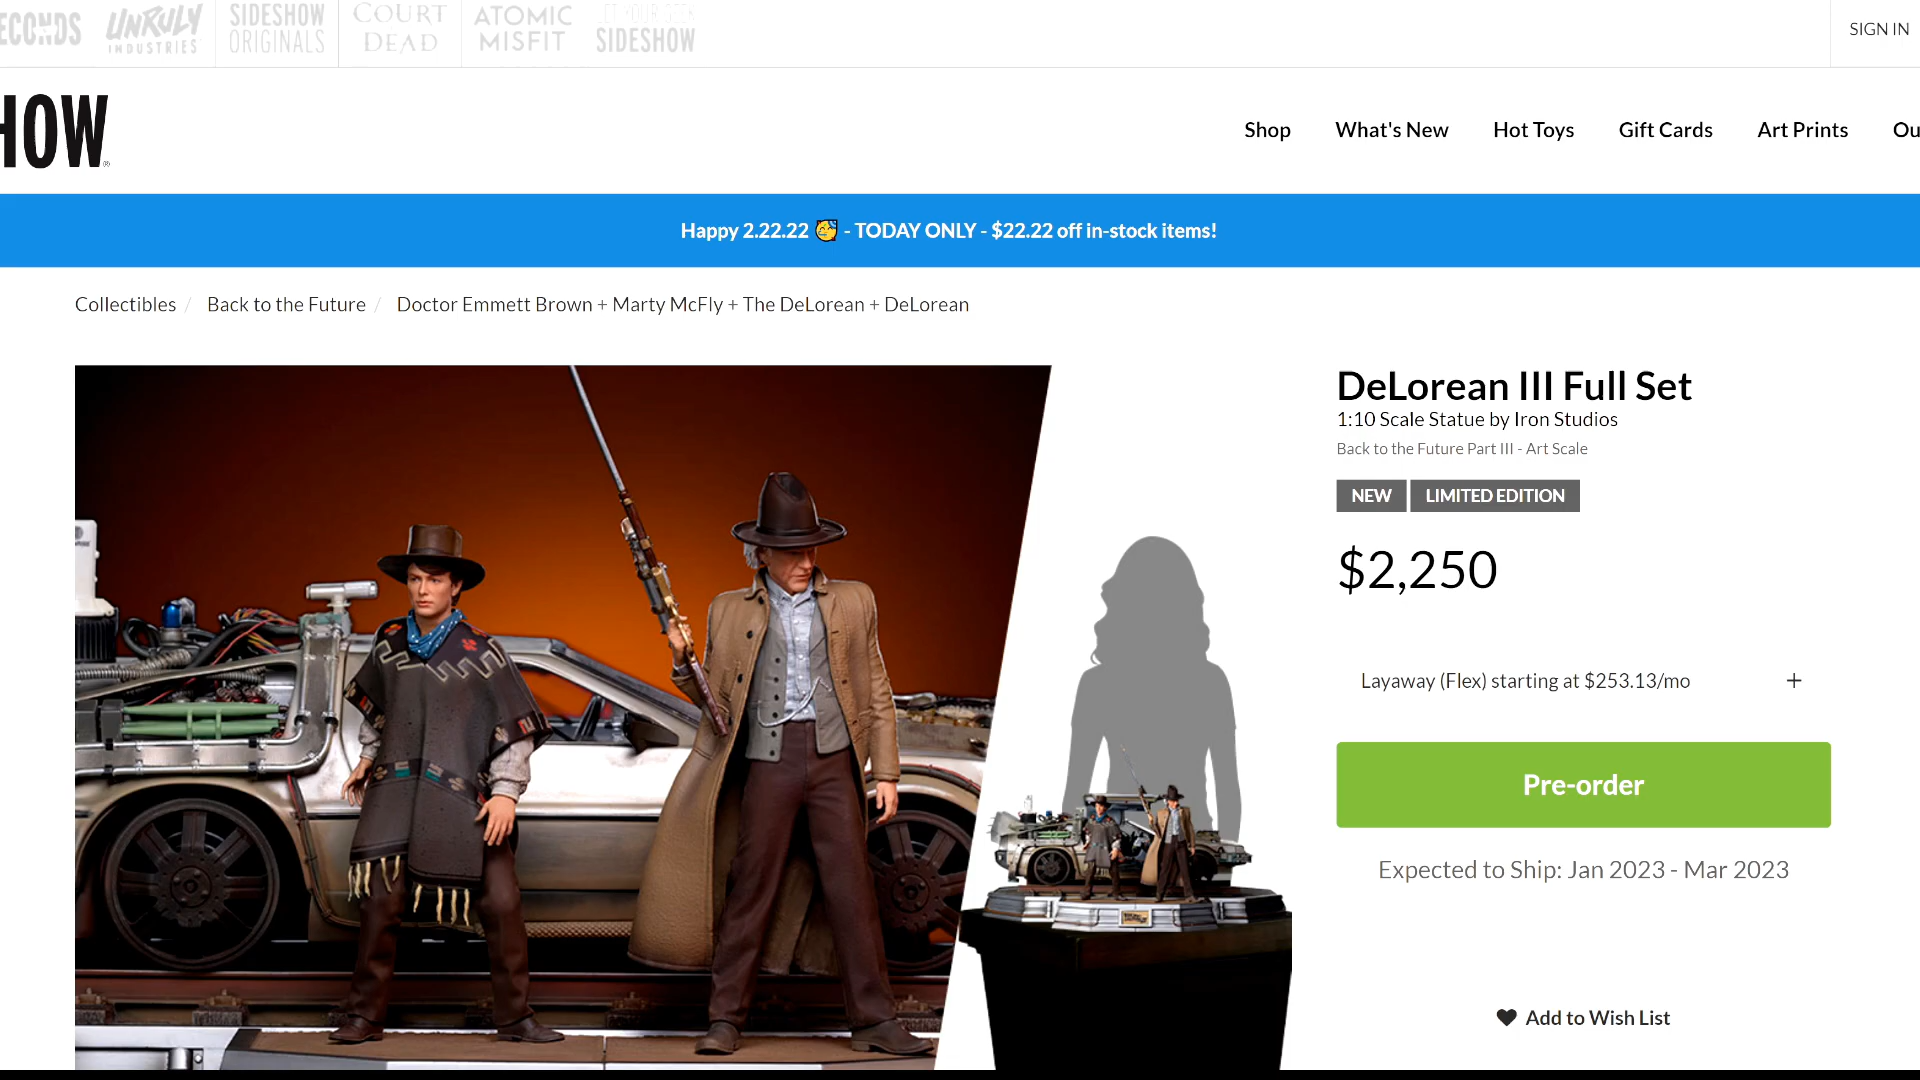 ECONDS
UNRULY
INDUSTRIES
SIDESHOW
ORIGINALS
COURT
DEAD
ATOMIC
MISFIT
LET YOUR GEEK
SIDESHOW
SIGN IN
HOW
Shop
What's New
Hot Toys
Gift Cards
Art Prints
Ou
Happy 2.22.22 🥳 - TODAY ONLY - $22.22 off in-stock items!
Collectibles / Back to the Future / Doctor Emmett Brown + Marty McFly + The DeLorean + DeLorean
DeLorean III Full Set
1:10 Scale Statue by Iron Studios
Back to the Future Part III - Art Scale
NEW
LIMITED EDITION
$2,250
Layaway (Flex) starting at $253.13/mo +
Pre-order
Expected to Ship: Jan 2023 - Mar 2023
Add to Wish List